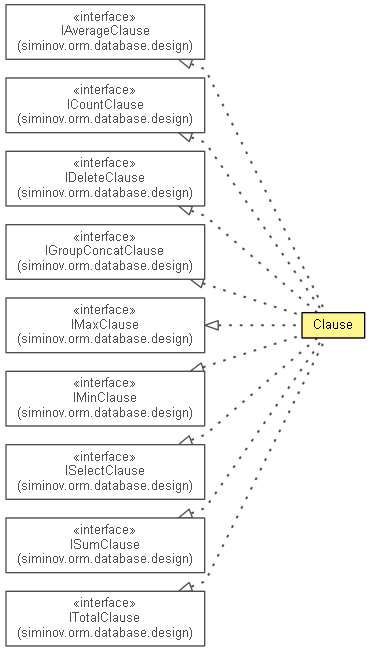 «interface»
IAverageClause
(siminov.orm.database.design)
«interface»
ICountClause
(siminov.orm.database.design)
«interface»
IDeleteClause
(siminov.orm.database.design)
«interface»
IGroupConcatClause
(siminov.orm.database.design)
«interface»
IMaxClause
(siminov.orm.database.design)
Clause
«interface»
IMinClause
(siminov.orm.database.design)
«interface»
ISelectClause
(siminov.orm.database.design)
«interface»
ISumClause
(siminov.orm.database.design)
«interface»
ITotalClause
(siminov.orm.database.design)